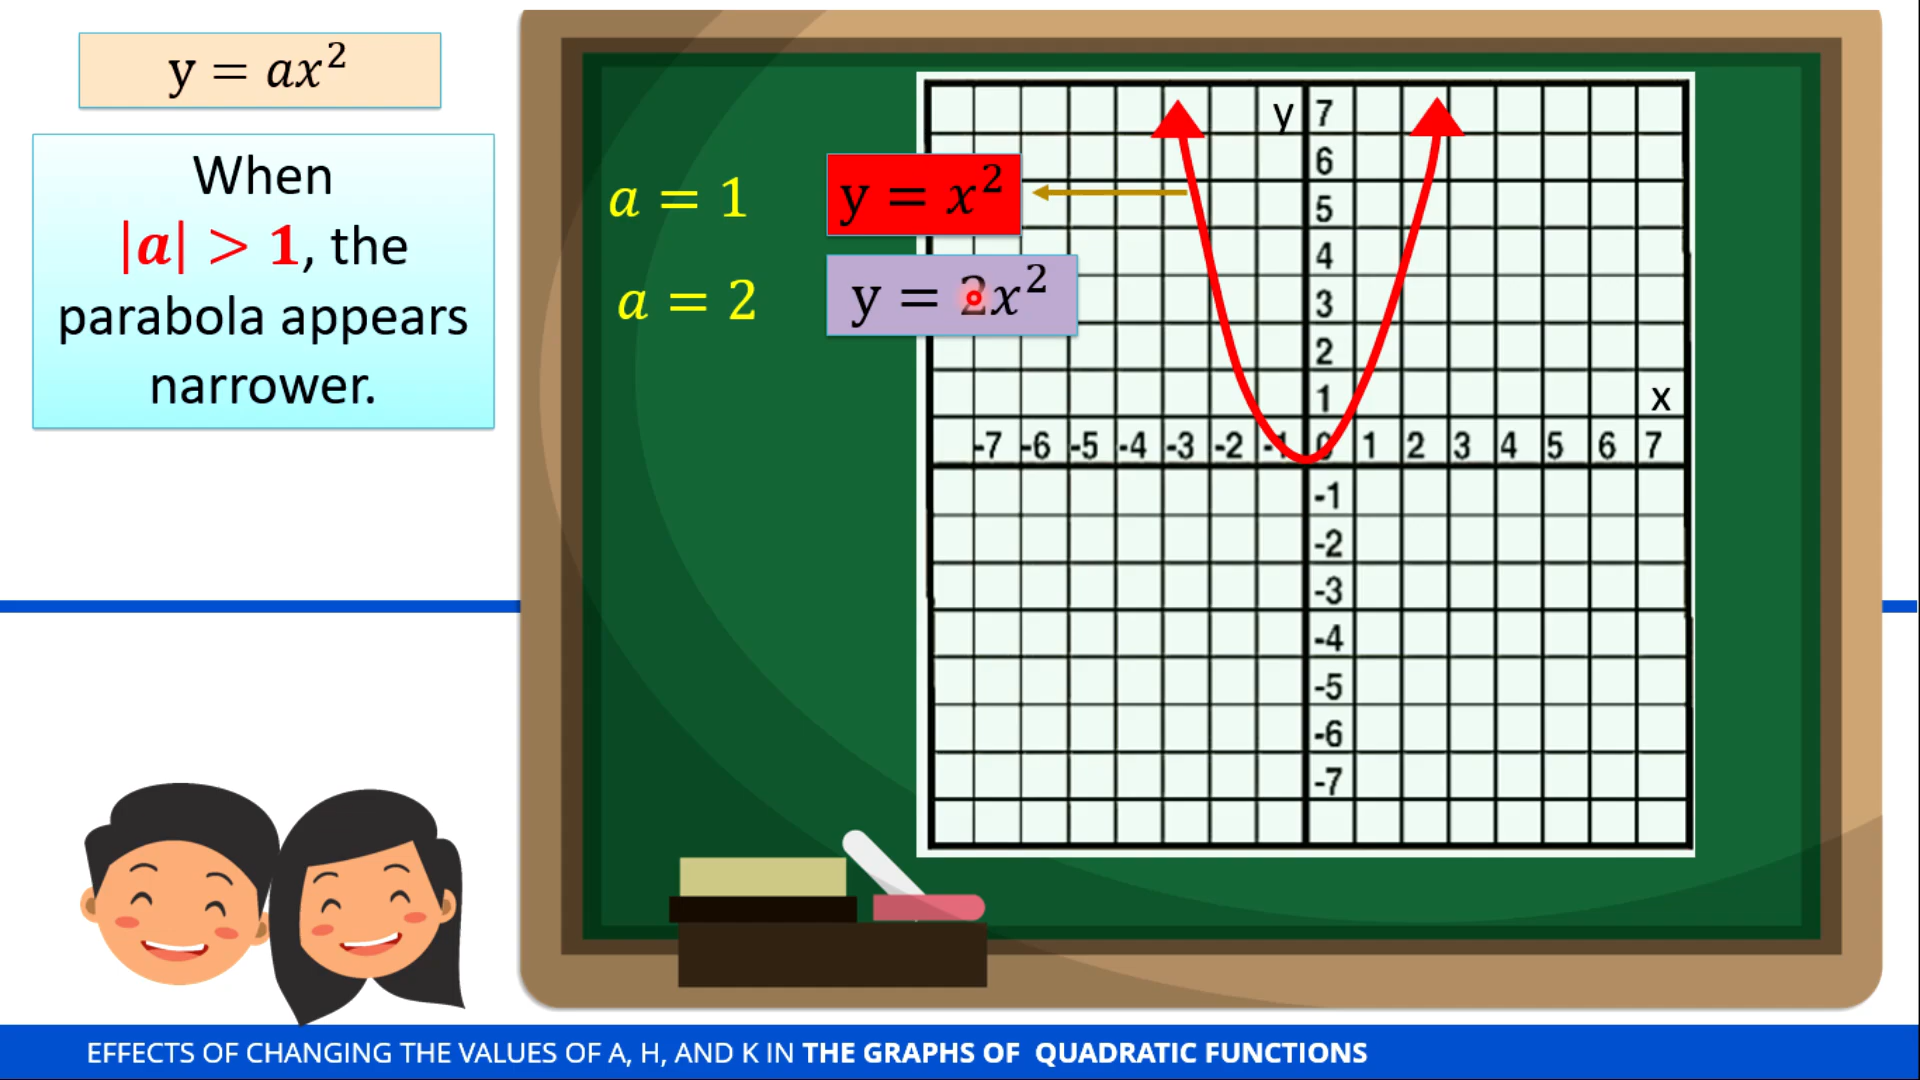 y = ax²
When
|a| > 1, the
parabola appears
narrower.
a = 1
y = x²
a = 2
y = 2x²
y
7
6
5
4
3
2
1
x
-7 -6 -5 -4 -3 -2 -1 0 1 2 3 4 5 6 7
-1
-2
-3
-4
-5
-6
-7
EFFECTS OF CHANGING THE VALUES OF A, H, AND K IN THE GRAPHS OF QUADRATIC FUNCTIONS